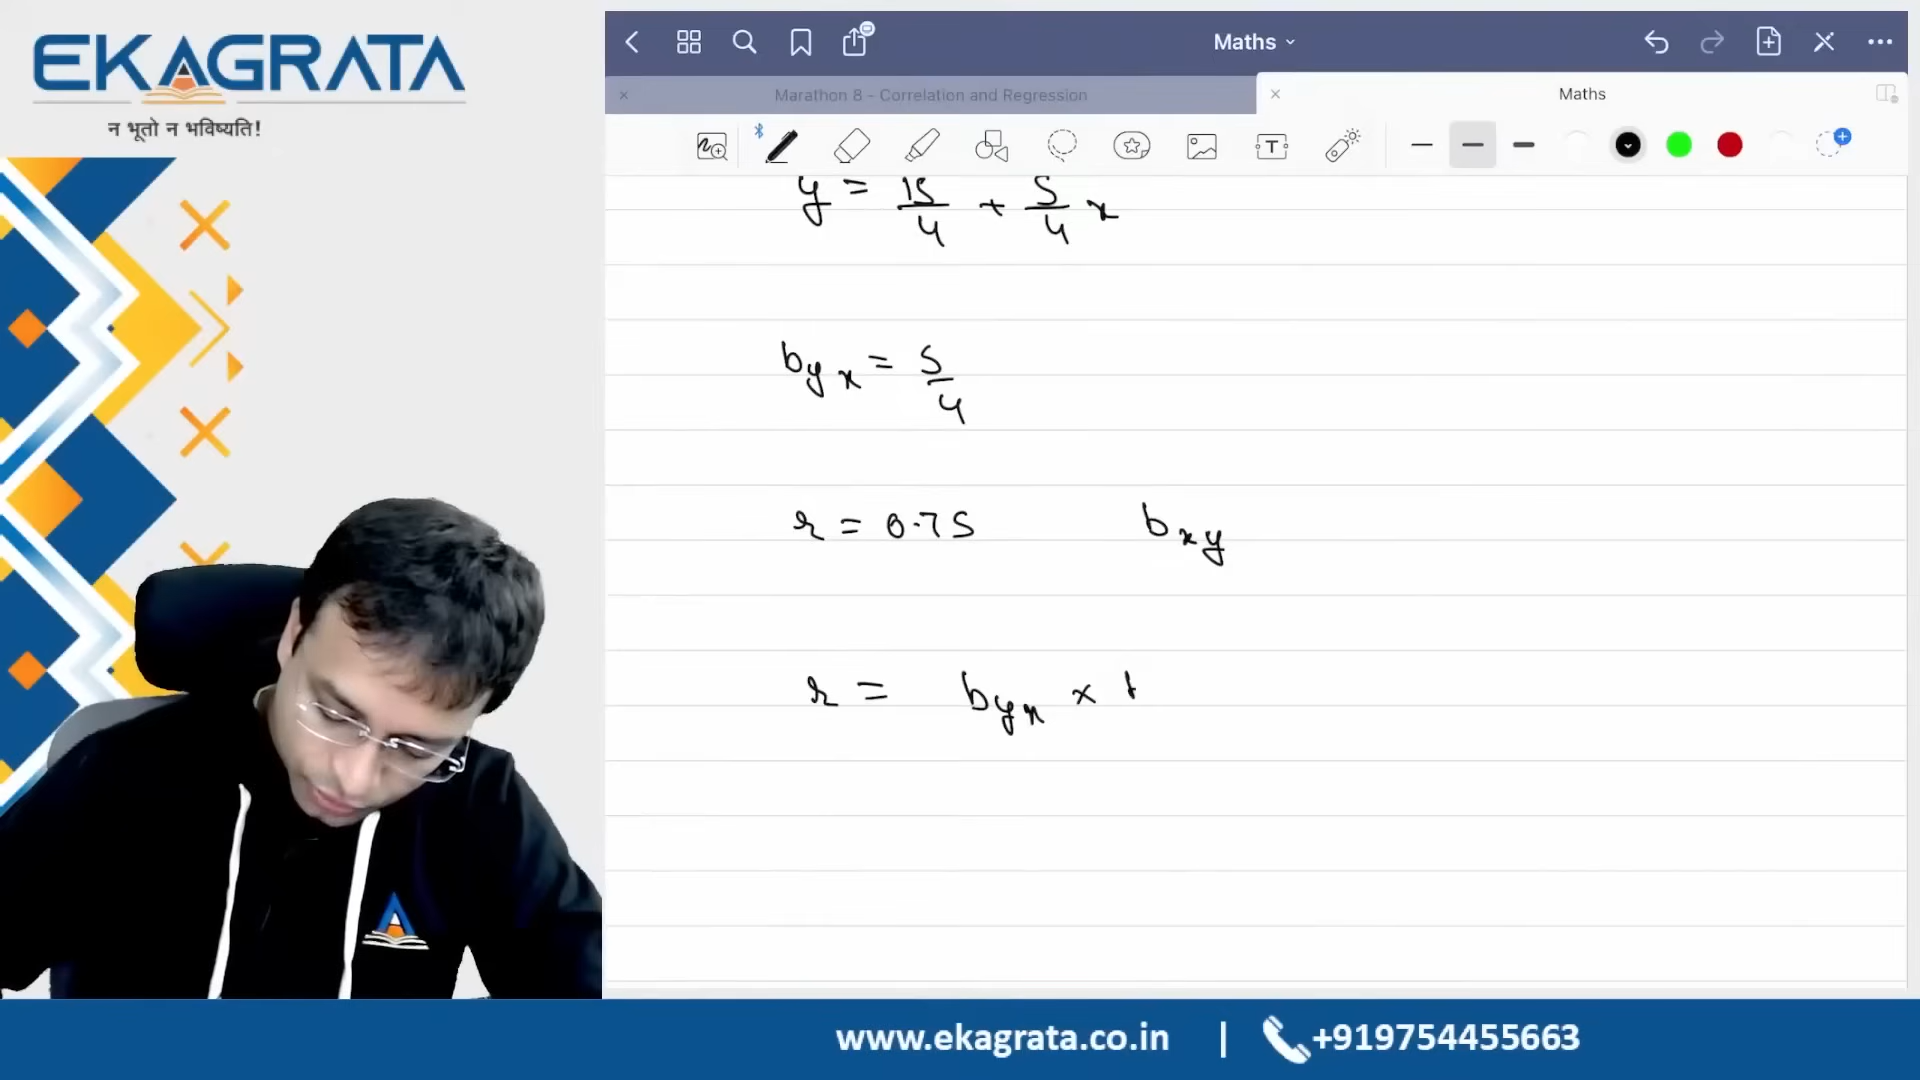 EKAGRATA
न भूतो न भविष्यति!
Maths
Marathon 8 - Correlation and Regression
Maths
T
y = 15/4 + 5/4 x
byx = 5/4
r = 0.75 bxy
r = byx ×
www.ekagrata.co.in | +919754455663